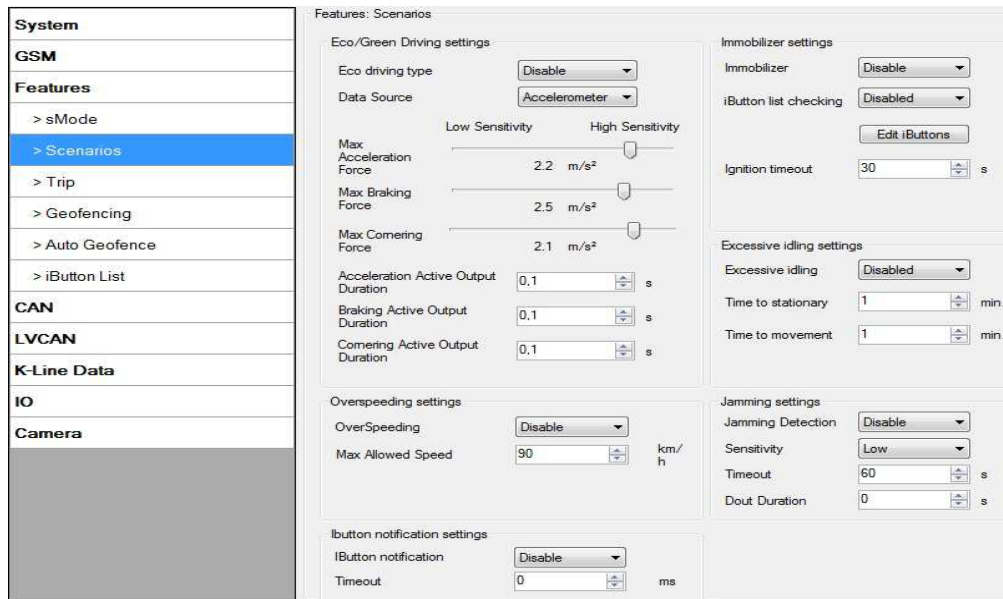 System
GSM
Features
> sMode
> Scenarios
> Trip
> Geofencing
> Auto Geofence
> iButton List
CAN
LVCAN
K-Line Data
IO
Camera
Features: Scenarios
Eco/Green Driving settings
Eco driving type Disable
Data Source Accelerometer
Low Sensitivity High Sensitivity
Max
Acceleration
Force 2.2 m/s²
Max Braking
Force 2.5 m/s²
Max Cornering
Force 2.1 m/s²
Acceleration Active Output
Duration 0,1 s
Braking Active Output
Duration 0,1 s
Cornering Active Output
Duration 0,1 s
Overspeeding settings
OverSpeeding Disable
Max Allowed Speed 90 km/
h
Ibutton notification settings
IButton notification Disable
Timeout 0 ms
Immobilizer settings
Immobilizer Disable
iButton list checking Disabled
Edit iButtons
Ignition timeout 30 s
Excessive idling settings
Excessive idling Disabled
Time to stationary 1 min.
Time to movement 1 min.
Jamming settings
Jamming Detection Disable
Sensitivity Low
Timeout 60 s
Dout Duration 0 s